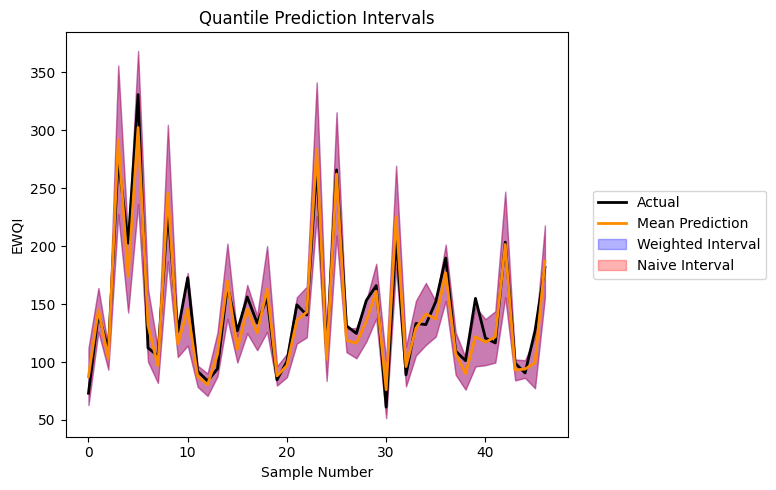 Quantile Prediction Intervals
EWQI
350
300
250
200
150
100
50
0
10
20
30
40
Sample Number
Actual
Mean Prediction
Weighted Interval
Naive Interval